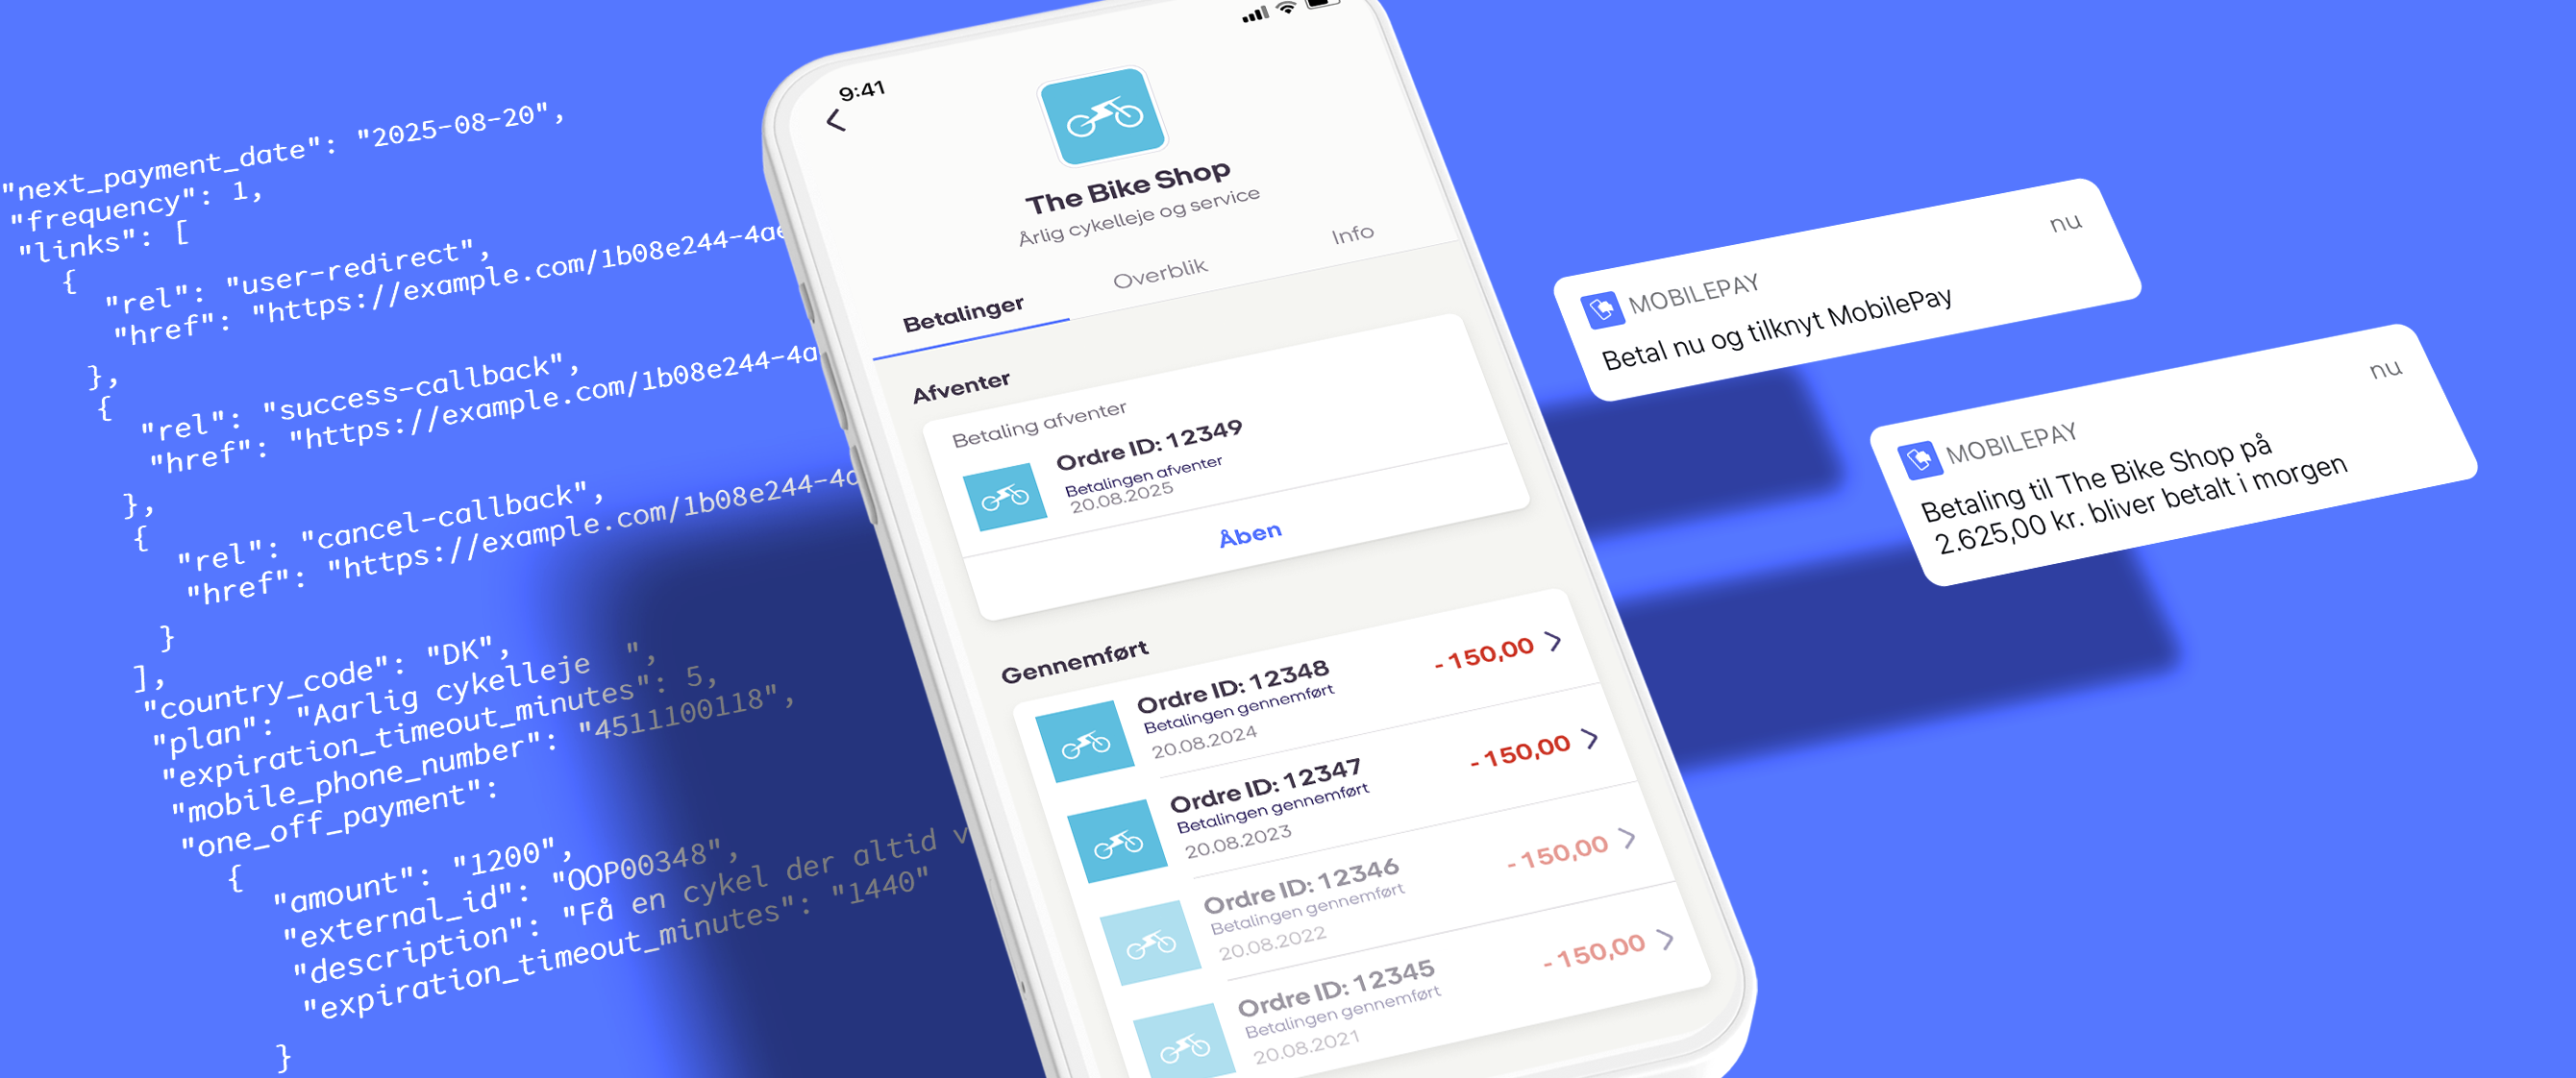 "next_payment_date": "2025-08-20",
"frequency": 1,
"links": [
{
"rel": "user-redirect",
"href": "https://example.com/1b08e244-4ae
},
{
"rel": "success-callback",
"href": "https://example.com/1b08e244-4a
},
{
"rel": "cancel-callback",
"href": "https://example.com/1b08e244-4a
}
],
"country_code": "DK",
"plan": "Aarlig cykelleje  ",
"expiration_timeout_minutes": 5,
"mobile_phone_number": "4511100118",
"one_off_payment":
{
"amount": "1200",
"external_id": "OOP00348",
"description": "Få en cykel der altid v
"expiration_timeout_minutes": "1440"
}
9:41
The Bike Shop
Årlig cykelleje og service
Betalinger Overblik Info
Afventer
Betaling afventer
Ordre ID: 12349
Betalingen afventer
20.08.2025
Åben
Gennemført
Ordre ID: 12348
Betalingen gennemført
20.08.2024
- 150,00
Ordre ID: 12347
Betalingen gennemført
20.08.2023
- 150,00
Ordre ID: 12346
Betalingen gennemført
20.08.2022
- 150,00
Ordre ID: 12345
Betalingen gennemført
20.08.2021
- 150,00
MOBILEPAY nu
Betal nu og tilknyt MobilePay
MOBILEPAY nu
Betaling til The Bike Shop på
2.625,00 kr. bliver betalt i morgen